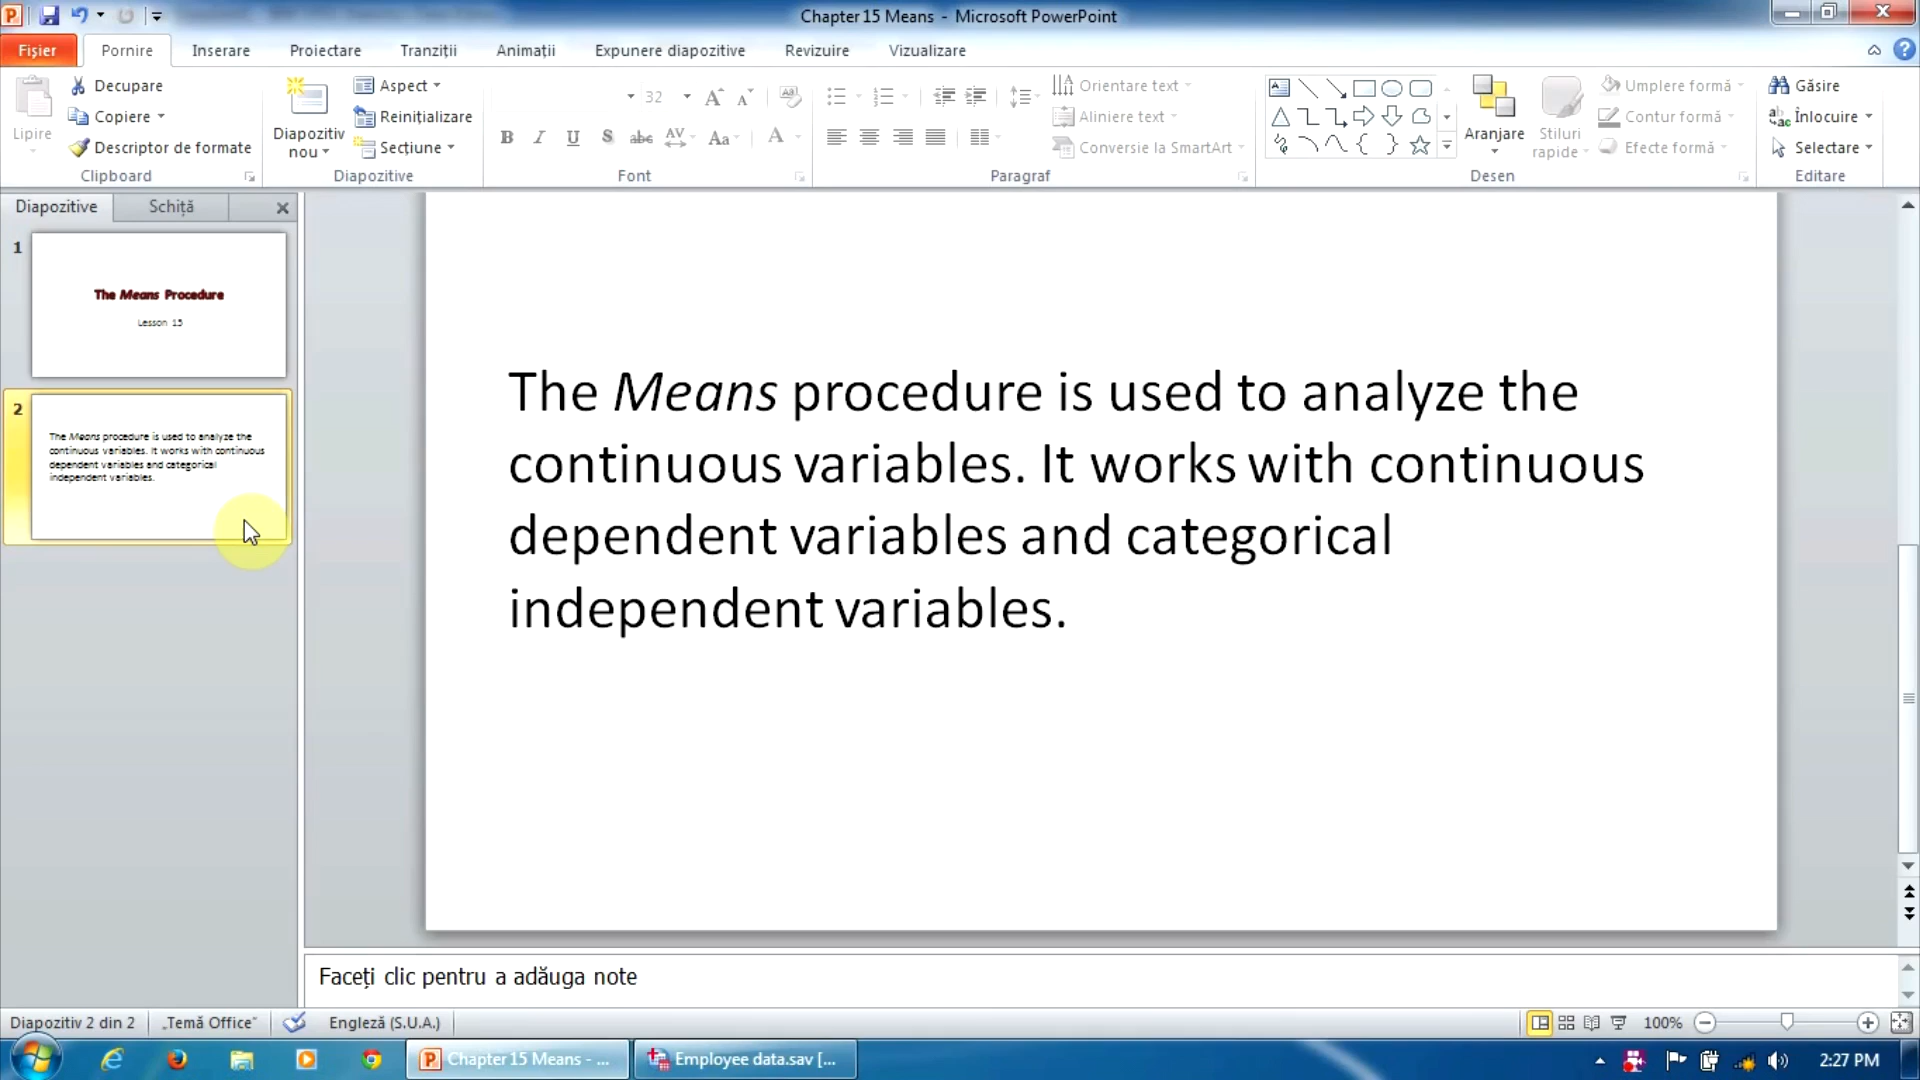 Chapter 15 Means - Microsoft PowerPoint
Fișier Pornire Inserare Proiectare Tranziții Animații Expunere diapozitive Revizuire Vizualizare
Lipire
Decupare
Copiere
Descriptor de formate
Clipboard
Diapozitiv nou
Aspect
Reinițializare
Secțiune
Diapozitive
32
Font
Orientare text
Aliniere text
Conversie la SmartArt
Paragraf
Aranjare
Stiluri rapide
Umplere formă
Contur formă
Efecte formă
Desen
Găsire
Înlocuire
Selectare
Editare
Diapozitive Schiță
1
The Means Procedure
Lesson 15
2
The Means procedure is used to analyze the
continuous variables. It works with continuous
dependent variables and categorical
independent variables.
The Means procedure is used to analyze the
continuous variables. It works with continuous
dependent variables and categorical
independent variables.
Faceți clic pentru a adăuga note
Diapozitiv 2 din 2 „Temă Office” Engleză (S.U.A.) 100%
Chapter 15 Means - ... Employee data.sav [... 2:27 PM